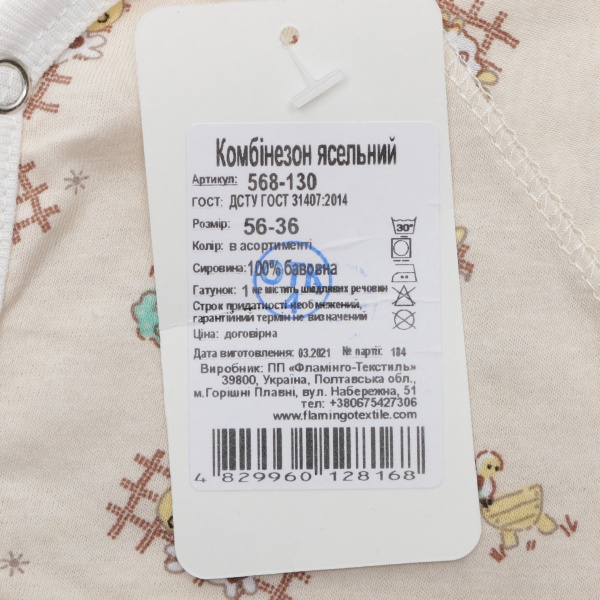 Комбінезон ясельний
Артикул: 568-130
ГОСТ: ДСТУ ГОСТ 31407:2014
Розмір: 56-36
Колір: в асортименті
Сировина: 100% бавовна
Гатунок: 1 не містить шкідливих речовин
Строк придатності необмежений,
гарантійний термін не визначений
Ціна: договірна
Дата виготовлення: 03.2021 № партії: 184
Виробник: ПП «Фламінго-Текстиль»
39800, Україна, Полтавська обл.,
м.Горішні Плавні, вул. Набережна, 51
тел: +380675427306
www.flamingotextile.com
4 829960 128168
30°
ОТК
4